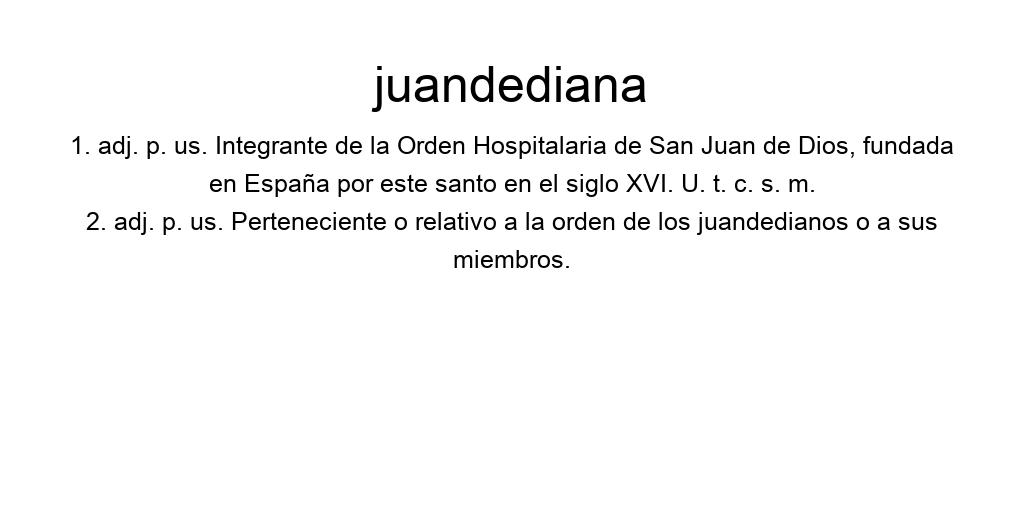 juandediana
1. adj. p. us. Integrante de la Orden Hospitalaria de San Juan de Dios, fundada
en España por este santo en el siglo XVI. U. t. c. s. m.
2. adj. p. us. Perteneciente o relativo a la orden de los juandedianos o a sus
miembros.